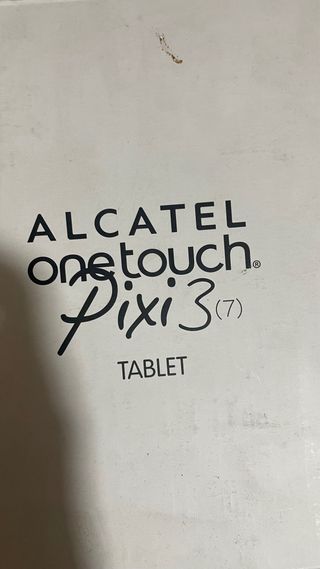 ALCATEL
onetouch®
Pixi 3 (7)
TABLET